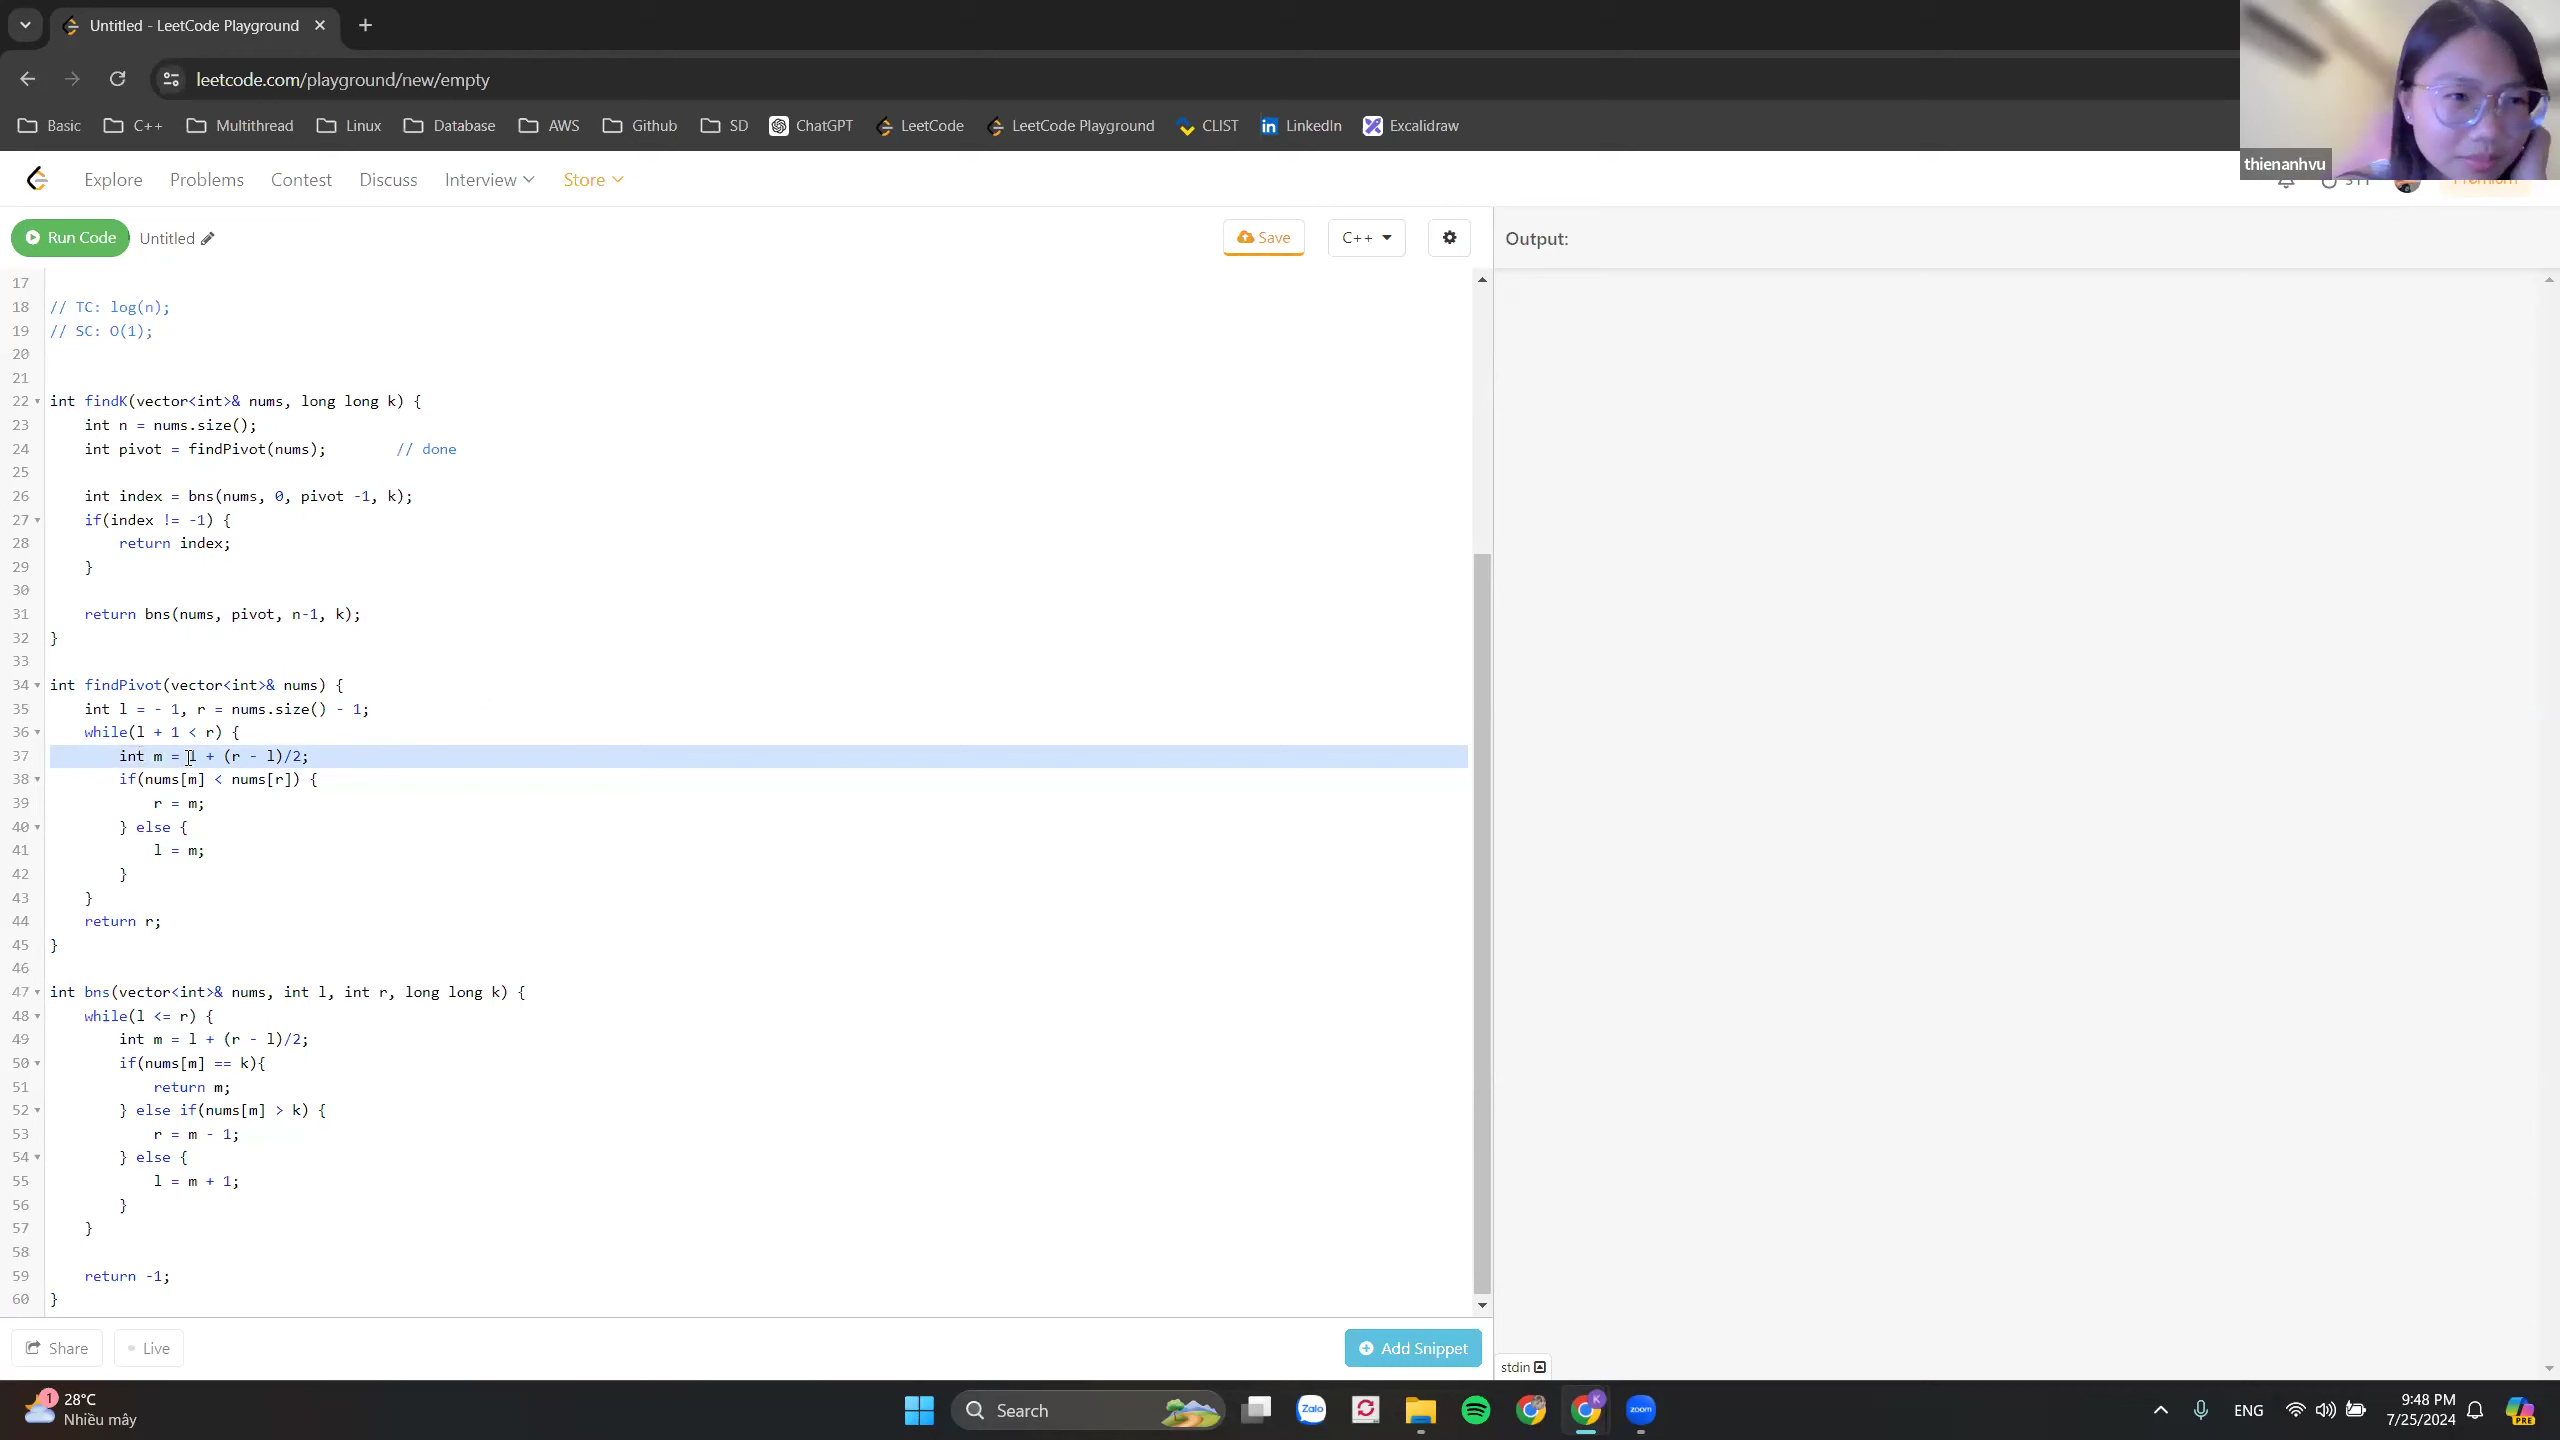 Untitled - LeetCode Playground
leetcode.com/playground/new/empty
Basic C++ Multithread Linux Database AWS Github SD ChatGPT LeetCode LeetCode Playground CLIST LinkedIn Excalidraw
thienanhvu
Explore Problems Contest Discuss Interview Store
Run Code Untitled Save C++ Output:
17
18 // TC: log(n);
19 // SC: O(1);
20
21
22 int findK(vector<int>& nums, long long k) {
23 int n = nums.size();
24 int pivot = findPivot(nums); // done
25
26 int index = bns(nums, 0, pivot -1, k);
27 if(index != -1) {
28 return index;
29 }
30
31 return bns(nums, pivot, n-1, k);
32 }
33
34 int findPivot(vector<int>& nums) {
35 int l = - 1, r = nums.size() - 1;
36 while(l + 1 < r) {
37 int m = l + (r - l)/2;
38 if(nums[m] < nums[r]) {
39 r = m;
40 } else {
41 l = m;
42 }
43 }
44 return r;
45 }
46
47 int bns(vector<int>& nums, int l, int r, long long k) {
48 while(l <= r) {
49 int m = l + (r - l)/2;
50 if(nums[m] == k){
51 return m;
52 } else if(nums[m] > k) {
53 r = m - 1;
54 } else {
55 l = m + 1;
56 }
57 }
58
59 return -1;
60 }
Share Live Add Snippet
stdin
1 28°C
Nhiều mây
Search
Zalo
K
zoom
ENG
9:48 PM
7/25/2024
PRE